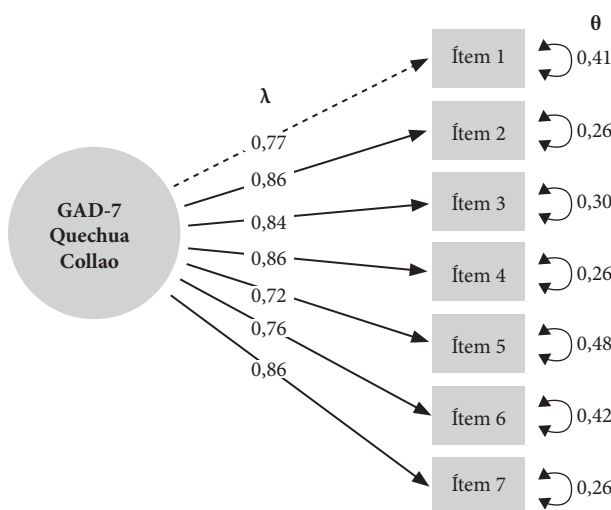 θ
λ
GAD-7
Quechua
Collao
0,77
0,86
0,84
0,86
0,72
0,76
0,86
Ítem 1
0,41
Ítem 2
0,26
Ítem 3
0,30
Ítem 4
0,26
Ítem 5
0,48
Ítem 6
0,42
Ítem 7
0,26